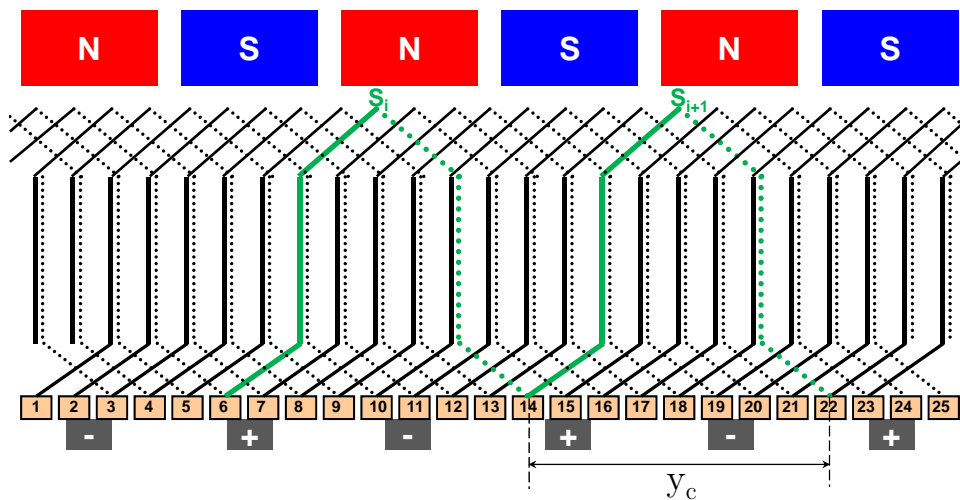 N S N S N S
Sᵢ Sᵢ₊₁
1 2 3 4 5 6 7 8 9 10 11 12 13 14 15 16 17 18 19 20 21 22 23 24 25
- + - + - +
y_c